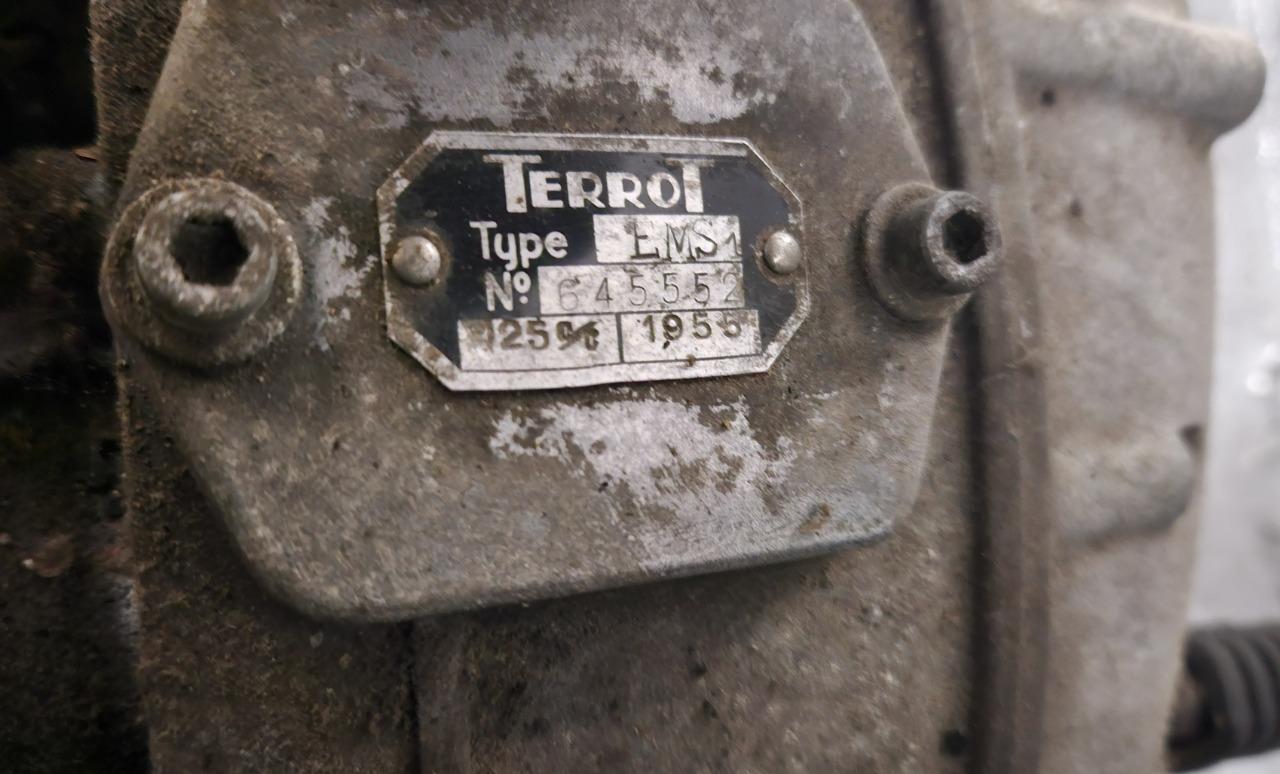 TERROT
Type EMS1
No. 645552
125 1955